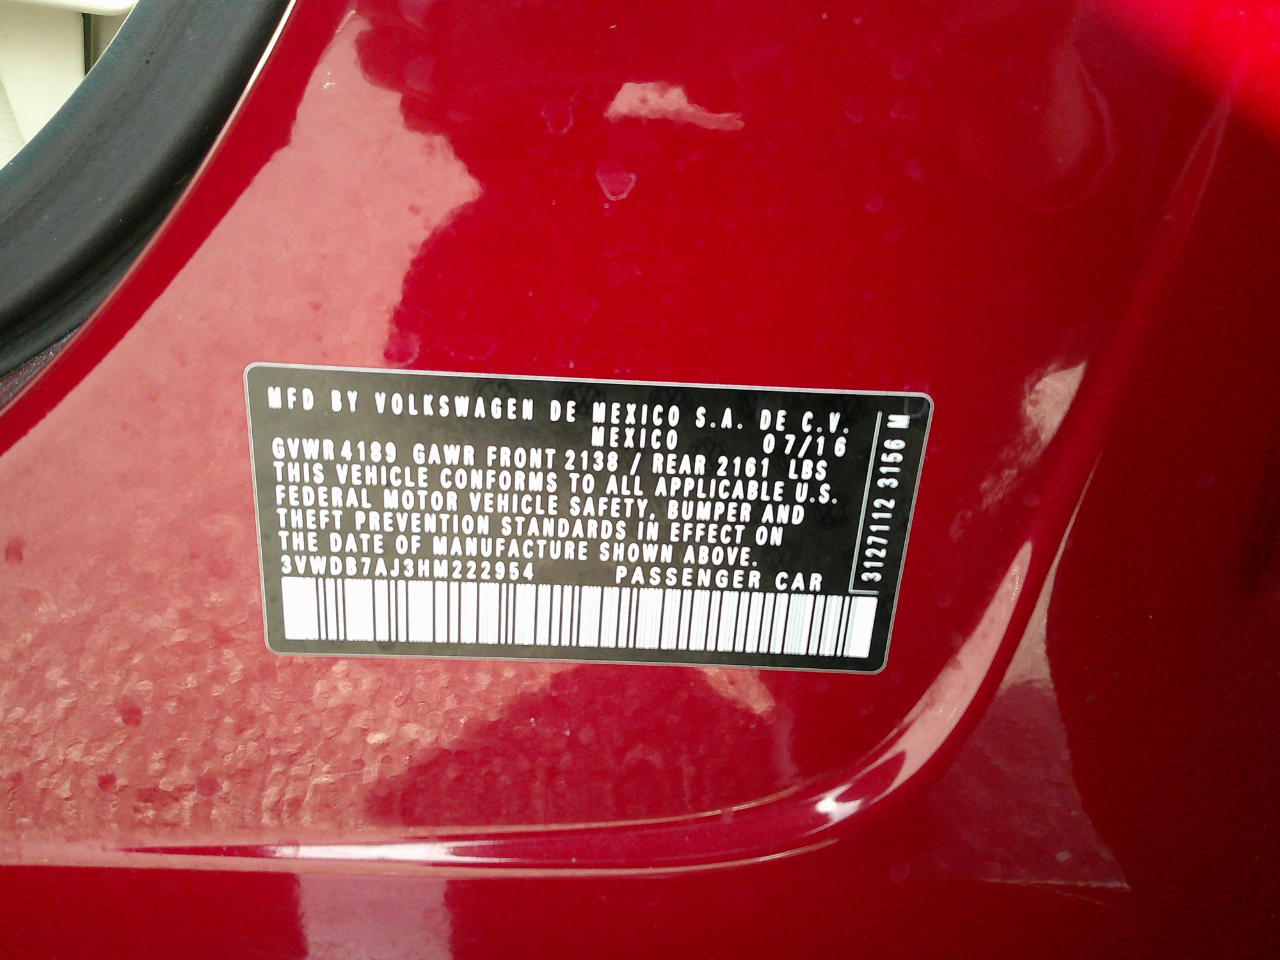 MFD BY VOLKSWAGEN DE MEXICO S.A. DE C.V.
MEXICO 07/16
GVWR 4189 GAWR FRONT 2138 / REAR 2161 LBS
THIS VEHICLE CONFORMS TO ALL APPLICABLE U.S.
FEDERAL MOTOR VEHICLE SAFETY, BUMPER AND
THEFT PREVENTION STANDARDS IN EFFECT ON
THE DATE OF MANUFACTURE SHOWN ABOVE.
3VWDB7AJ3HM222954 PASSENGER CAR
3127112 3156 M